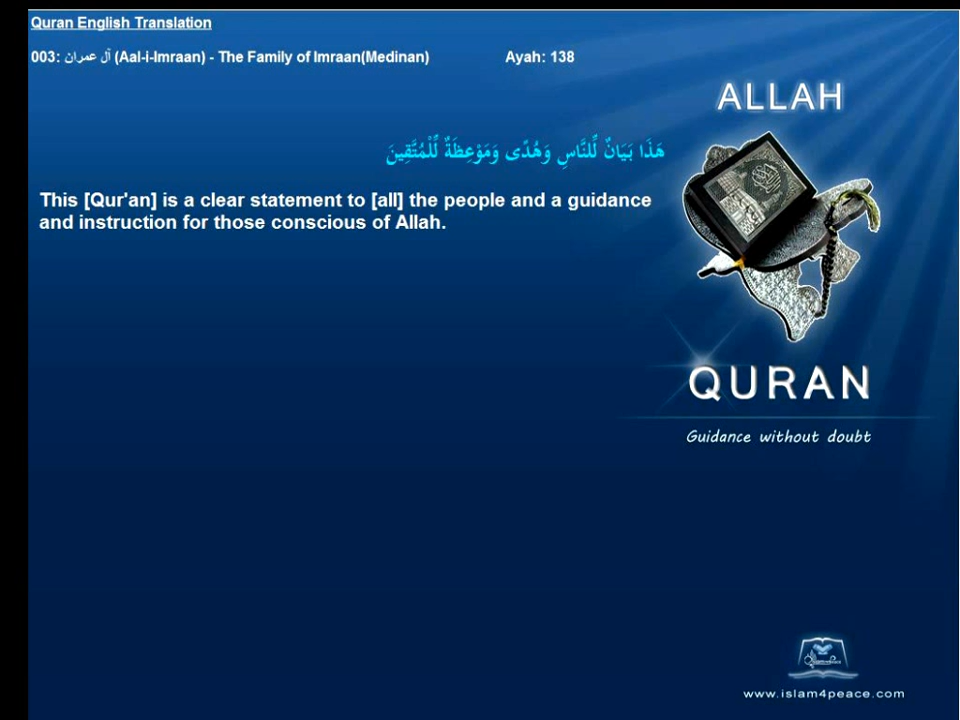 Quran English Translation
003: آل عمران (Aal-i-Imraan) - The Family of Imraan(Medinan) Ayah: 138
ALLAH
هَذَا بَيَانٌ لِّلنَّاسِ وَهُدًى وَمَوْعِظَةٌ لِّلْمُتَّقِينَ
This [Qur'an] is a clear statement to [all] the people and a guidance
and instruction for those conscious of Allah.
QURAN
Guidance without doubt
www.islam4peace.com